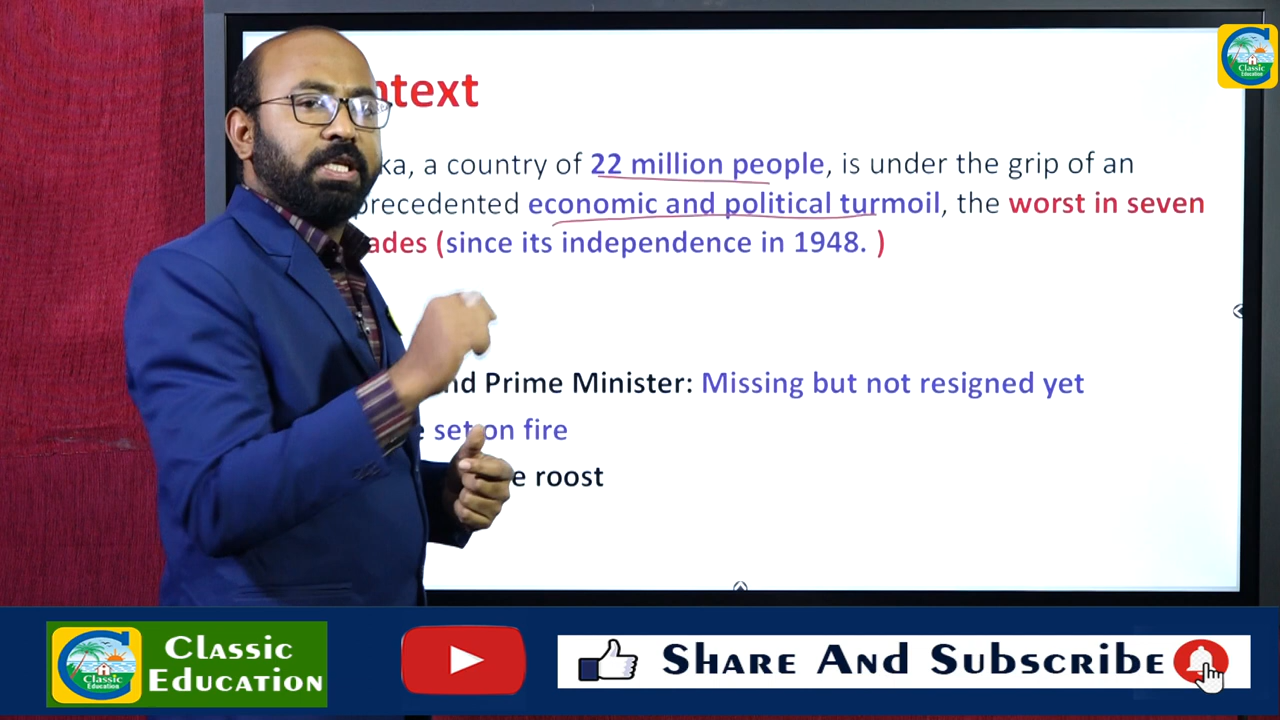 ntext
ka, a country of 22 million people, is under the grip of an
precedented economic and political turmoil, the worst in seven
ades (since its independence in 1948. )
nd Prime Minister: Missing but not resigned yet
e set on fire
e roost
Classic
Education
Classic
Education
Classic
Education
Share And Subscribe